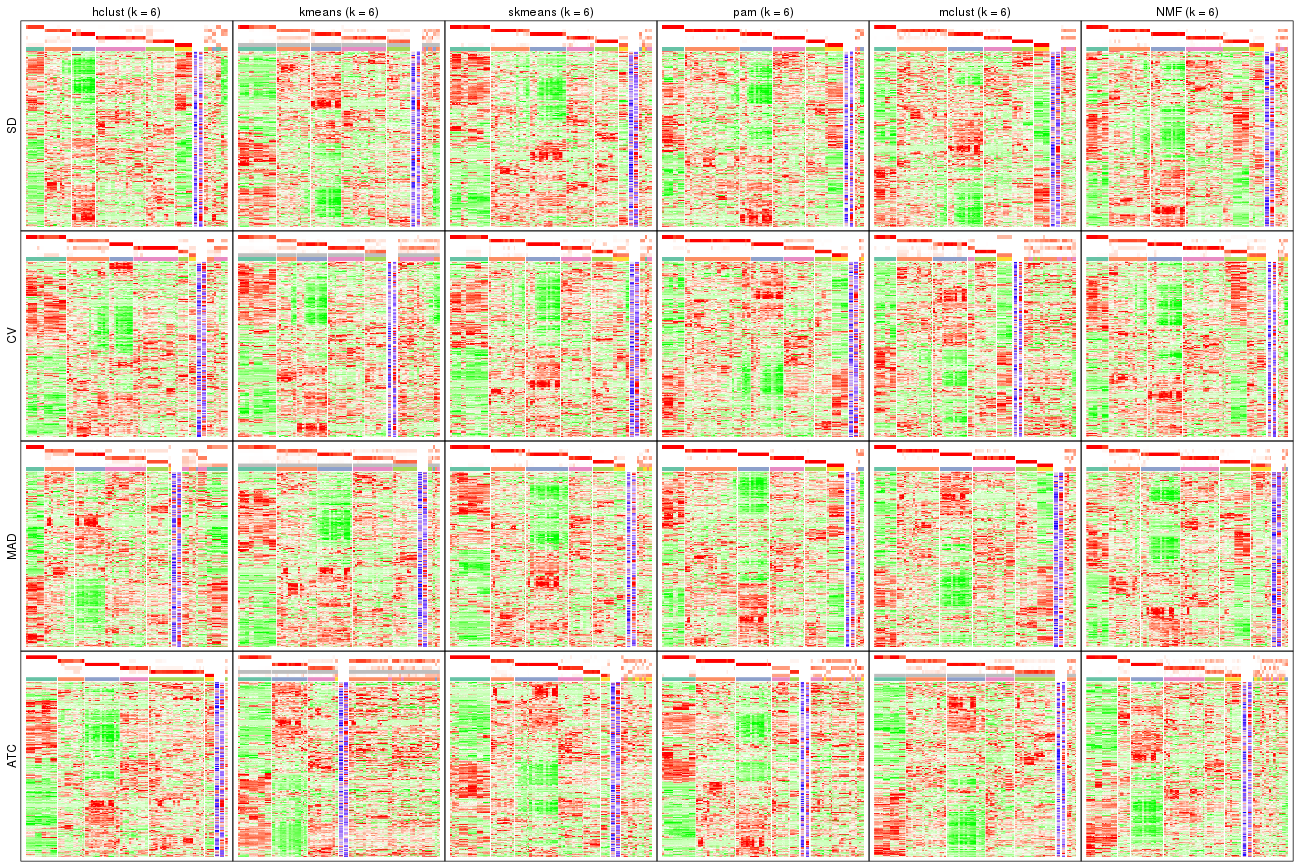 hclust (k = 6)
kmeans (k = 6)
skmeans (k = 6)
pam (k = 6)
mclust (k = 6)
NMF (k = 6)
SD
CV
MAD
ATC